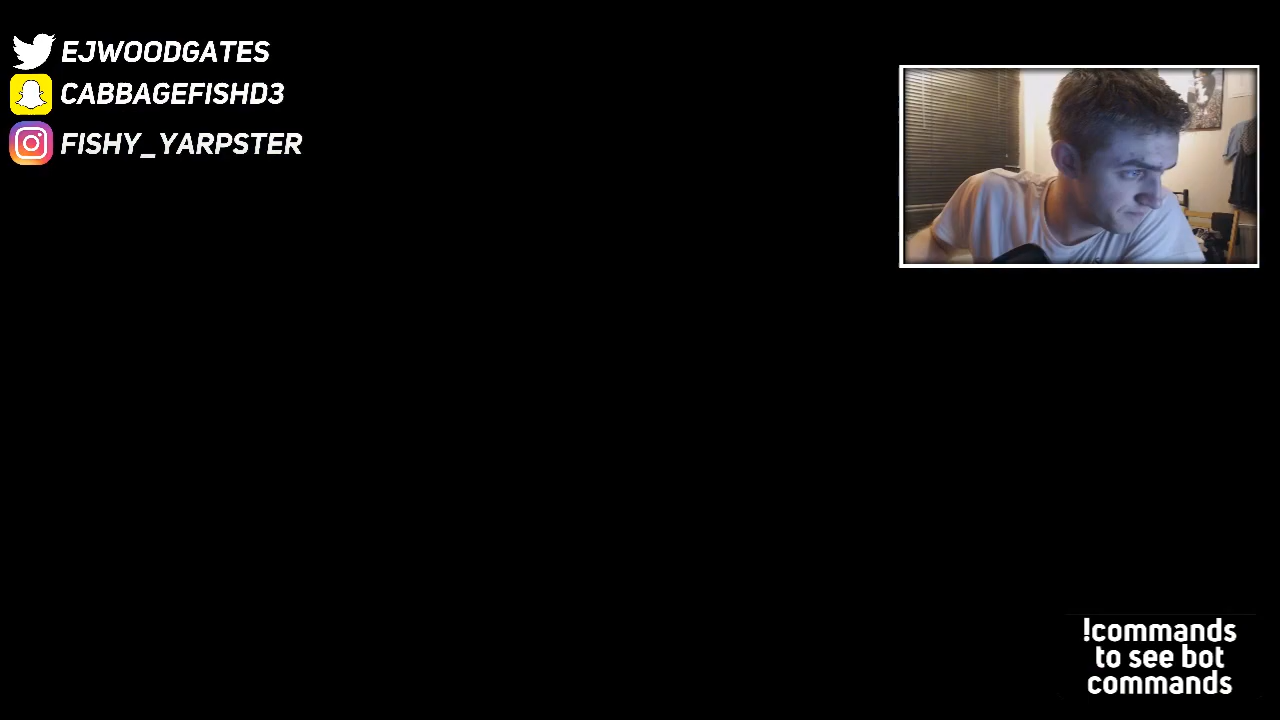 EJWOODGATES
CABBAGEFISHD3
FISHY_YARPSTER
!commands
to see bot
commands